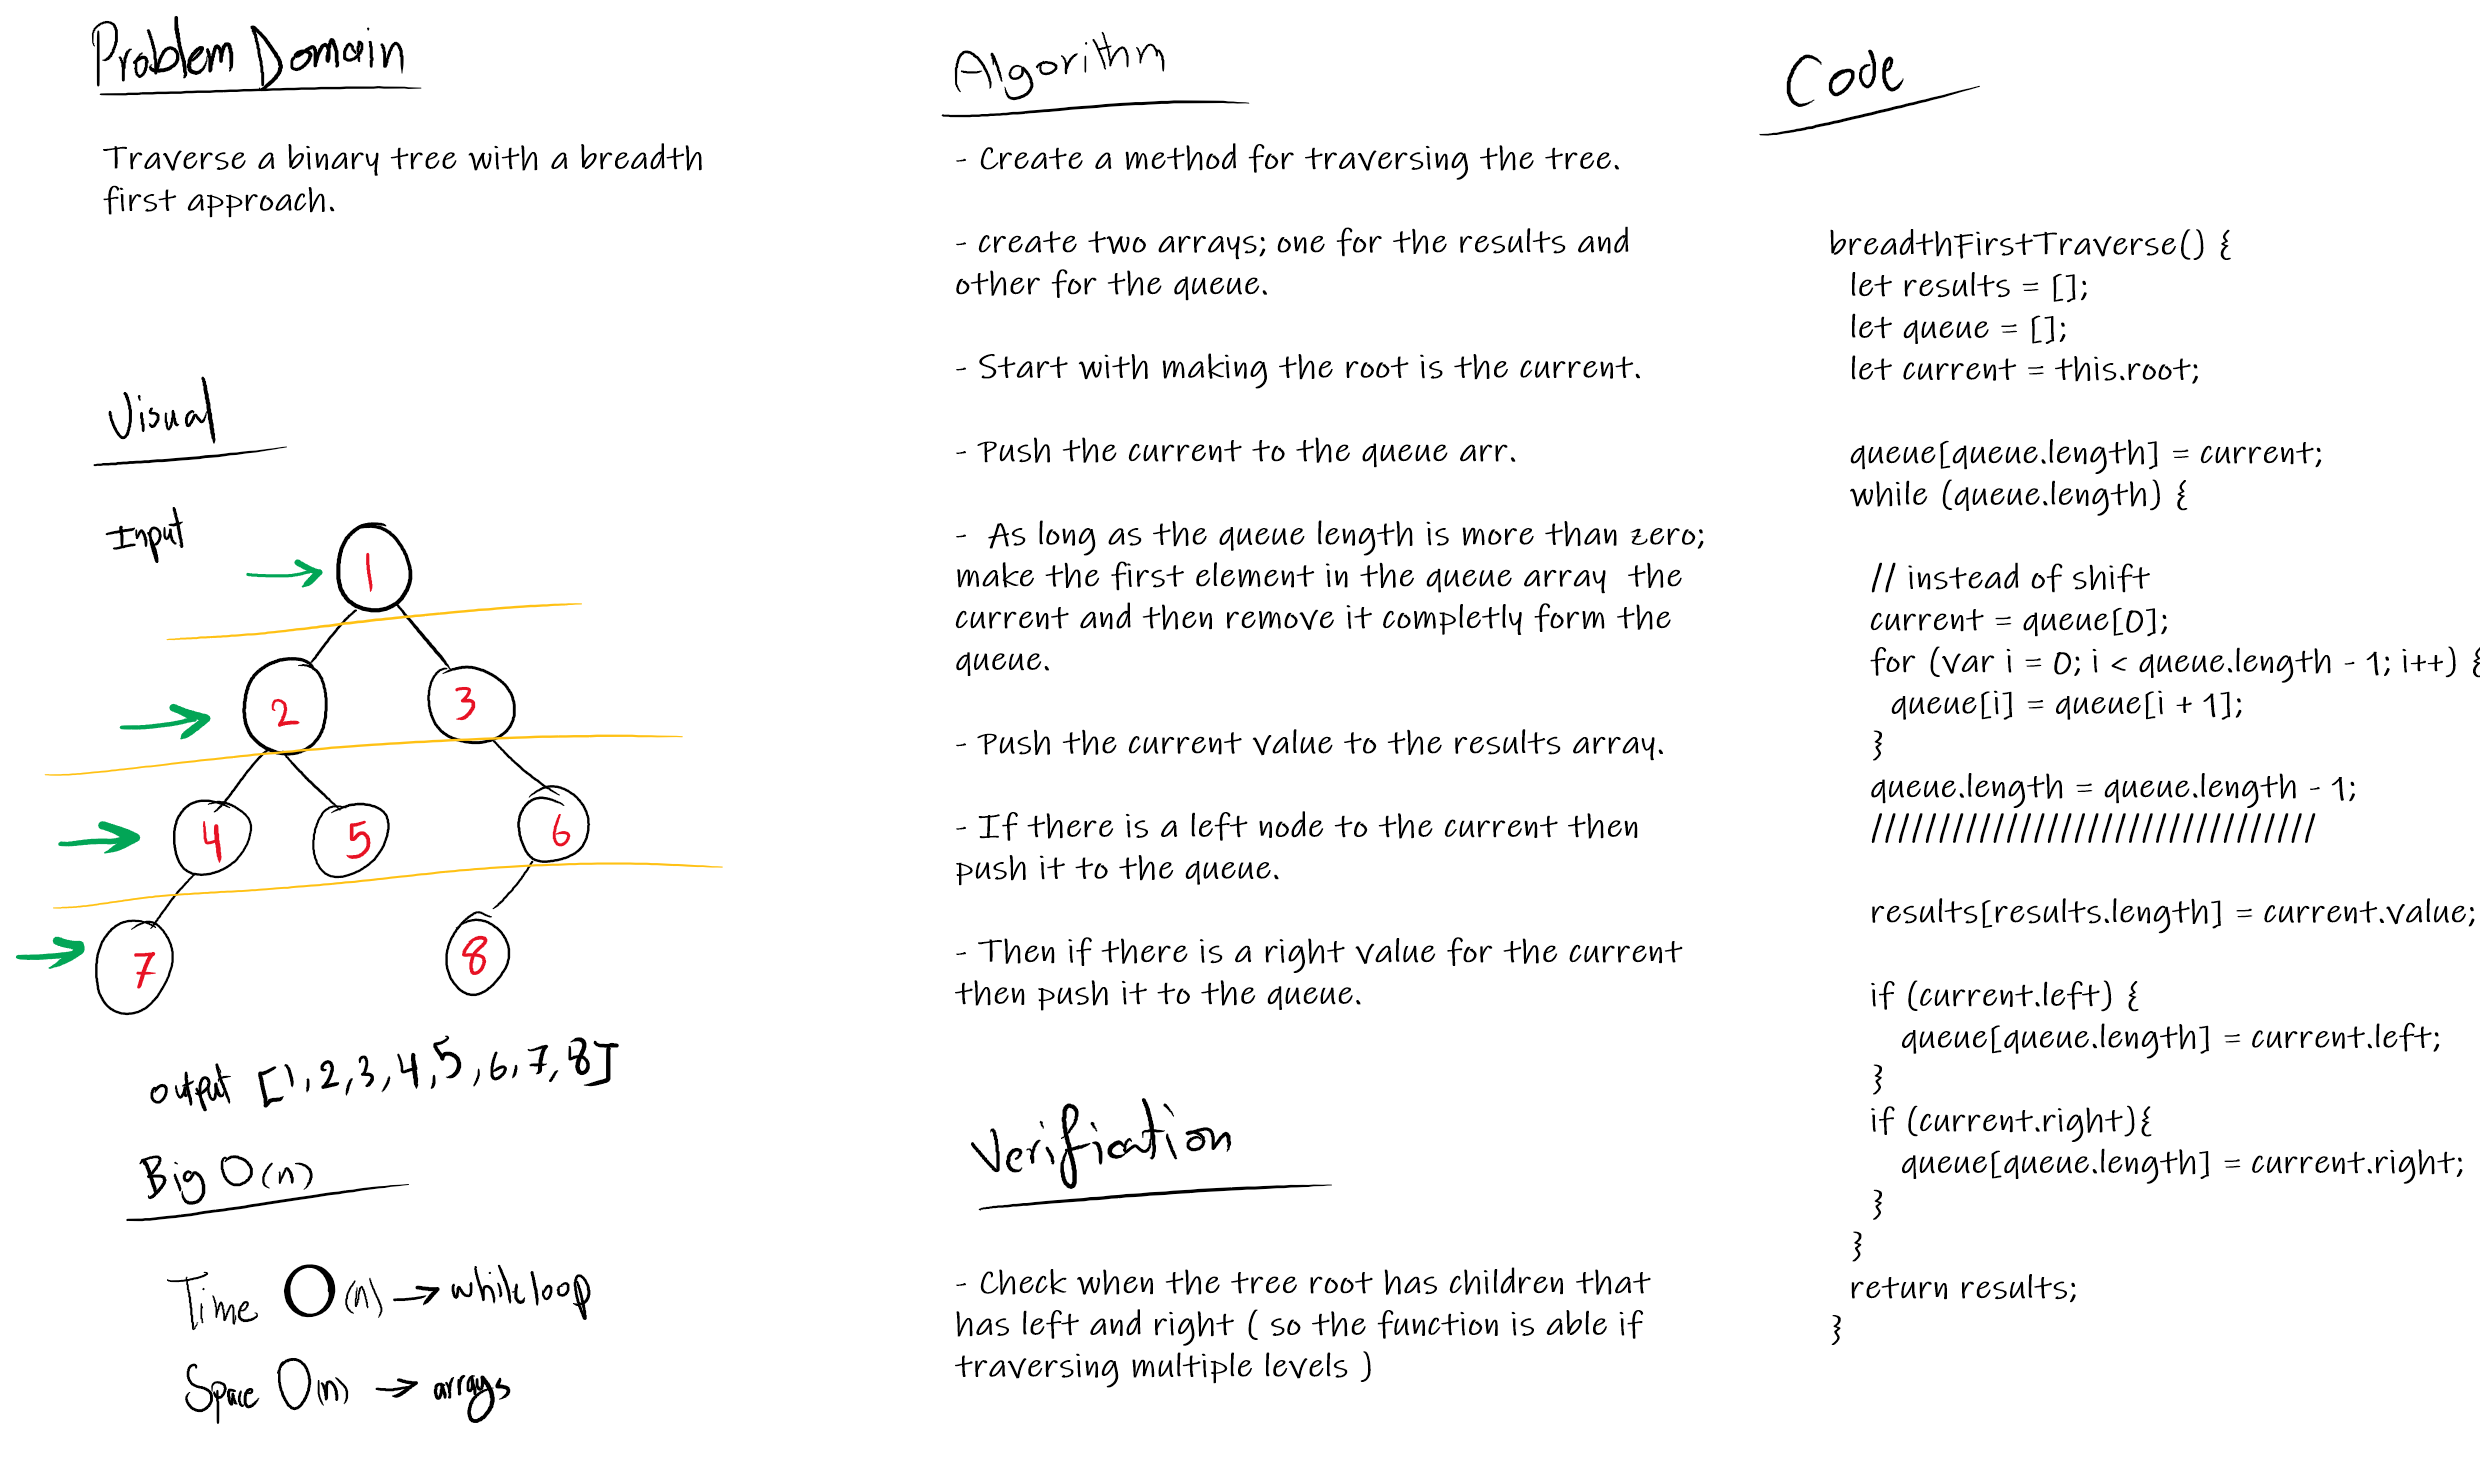 Problem Domain
Traverse a binary tree with a breadth
first approach.
Visual
Input
1
2
3
4
5
6
7
8
output [1,2,3,4,5,6,7,8]
Big O(n)
Time O(n) → while loop
Space O(n) → arrays
Algorithm
- Create a method for traversing the tree.
- create two arrays; one for the results and
other for the queue.
- Start with making the root is the current.
- Push the current to the queue arr.
- As long as the queue length is more than zero;
make the first element in the queue array the
current and then remove it completly form the
queue.
- Push the current value to the results array.
- If there is a left node to the current then
push it to the queue.
- Then if there is a right value for the current
then push it to the queue.
Verification
- Check when the tree root has children that
has left and right ( so the function is able if
traversing multiple levels )
Code
breadthFirstTraverse() {
let results = [];
let queue = [];
let current = this.root;
queue[queue.length] = current;
while (queue.length) {
// instead of shift
current = queue[0];
for (var i = 0; i < queue.length - 1; i++) {
queue[i] = queue[i + 1];
}
queue.length = queue.length - 1;
/////////////////////////////////
results[results.length] = current.value;
if (current.left) {
queue[queue.length] = current.left;
}
if (current.right){
queue[queue.length] = current.right;
}
}
return results;
}